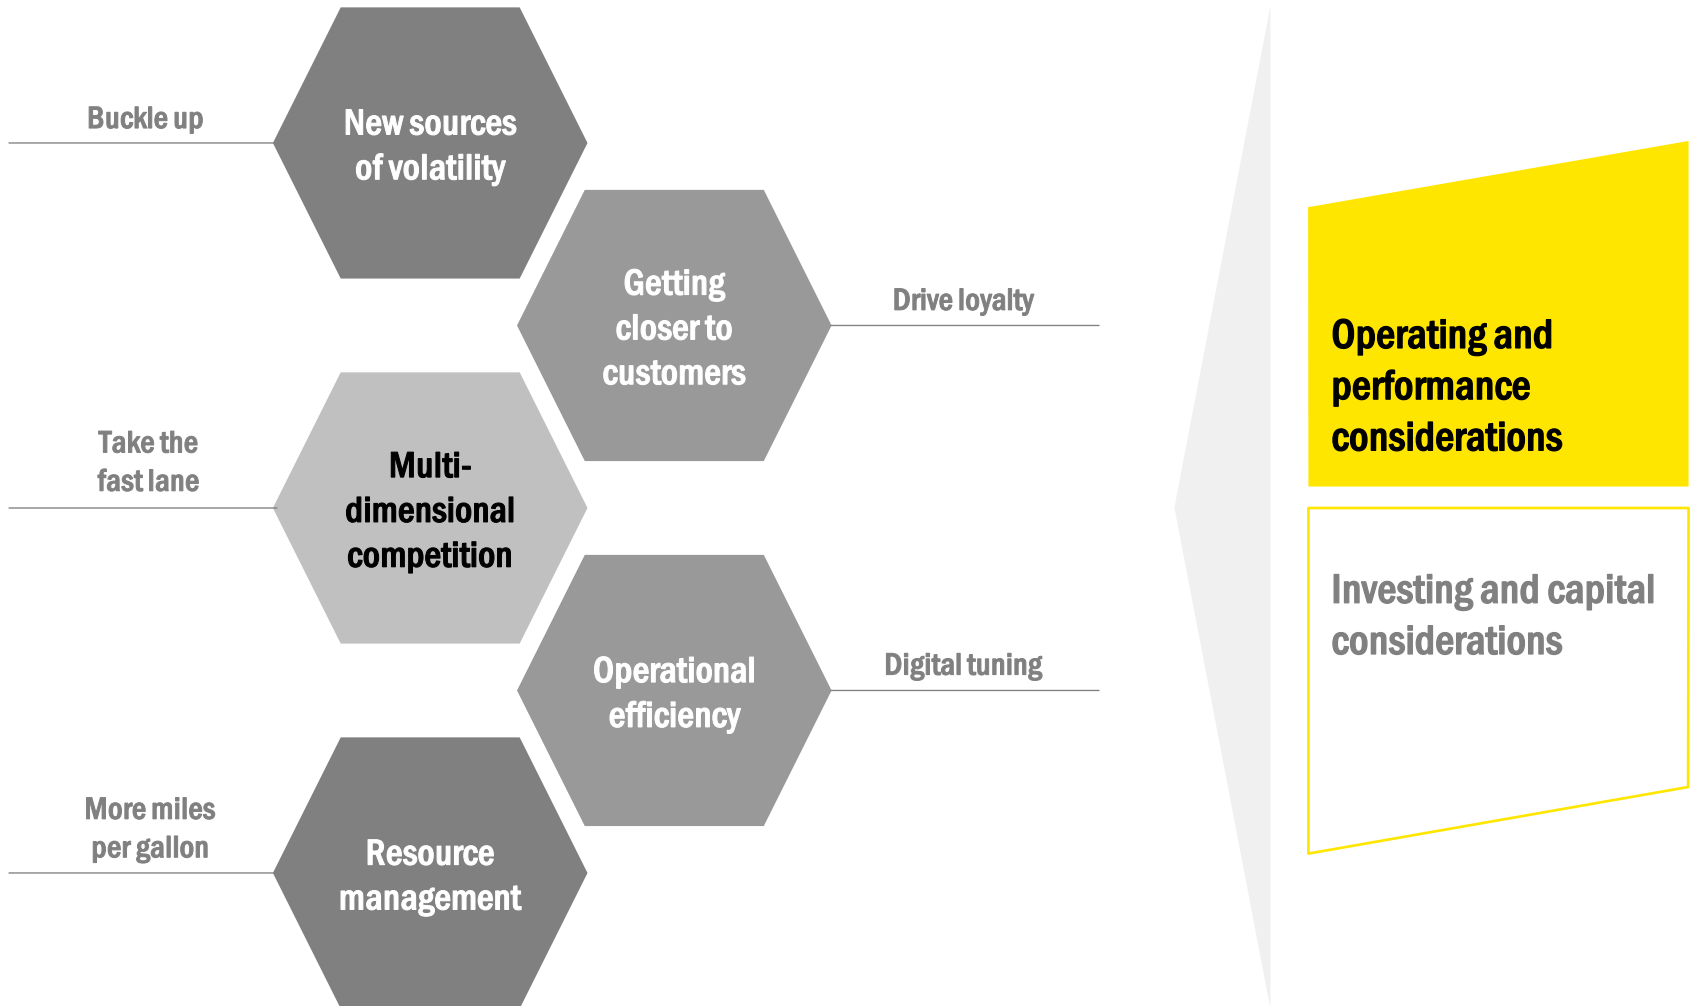 Buckle up
New sources
of volatility
Getting
closer to
customers
Drive loyalty
Take the
fast lane
Multi-
dimensional
competition
Operational
efficiency
Digital tuning
More miles
per gallon
Resource
management
Operating and
performance
considerations
Investing and capital
considerations